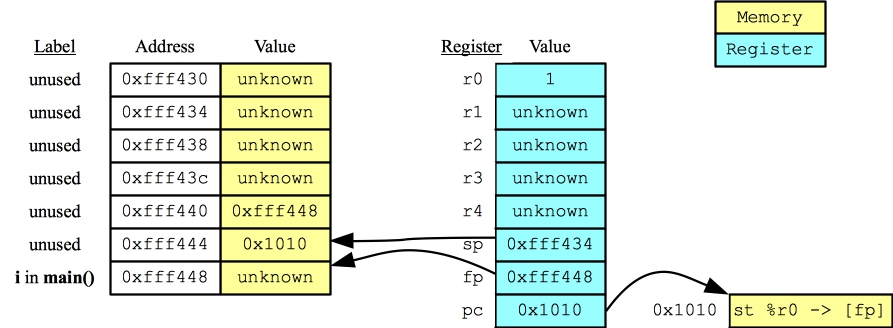 Memory
Register
Label Address Value Register Value
unused 0xfff430 unknown r0 1
unused 0xfff434 unknown r1 unknown
unused 0xfff438 unknown r2 unknown
unused 0xfff43c unknown r3 unknown
unused 0xfff440 0xfff448 r4 unknown
unused 0xfff444 0x1010 sp 0xfff434
i in main() 0xfff448 unknown fp 0xfff448
pc 0x1010 0x1010 st %r0 -> [fp]